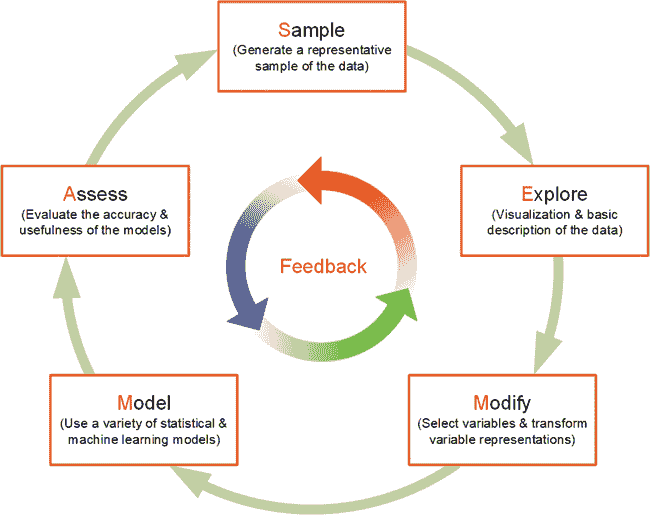 Sample
(Generate a representative
sample of the data)
Explore
(Visualization & basic
description of the data)
Modify
(Select variables & transform
variable representations)
Model
(Use a variety of statistical &
machine learning models)
Assess
(Evaluate the accuracy &
usefulness of the models)
Feedback